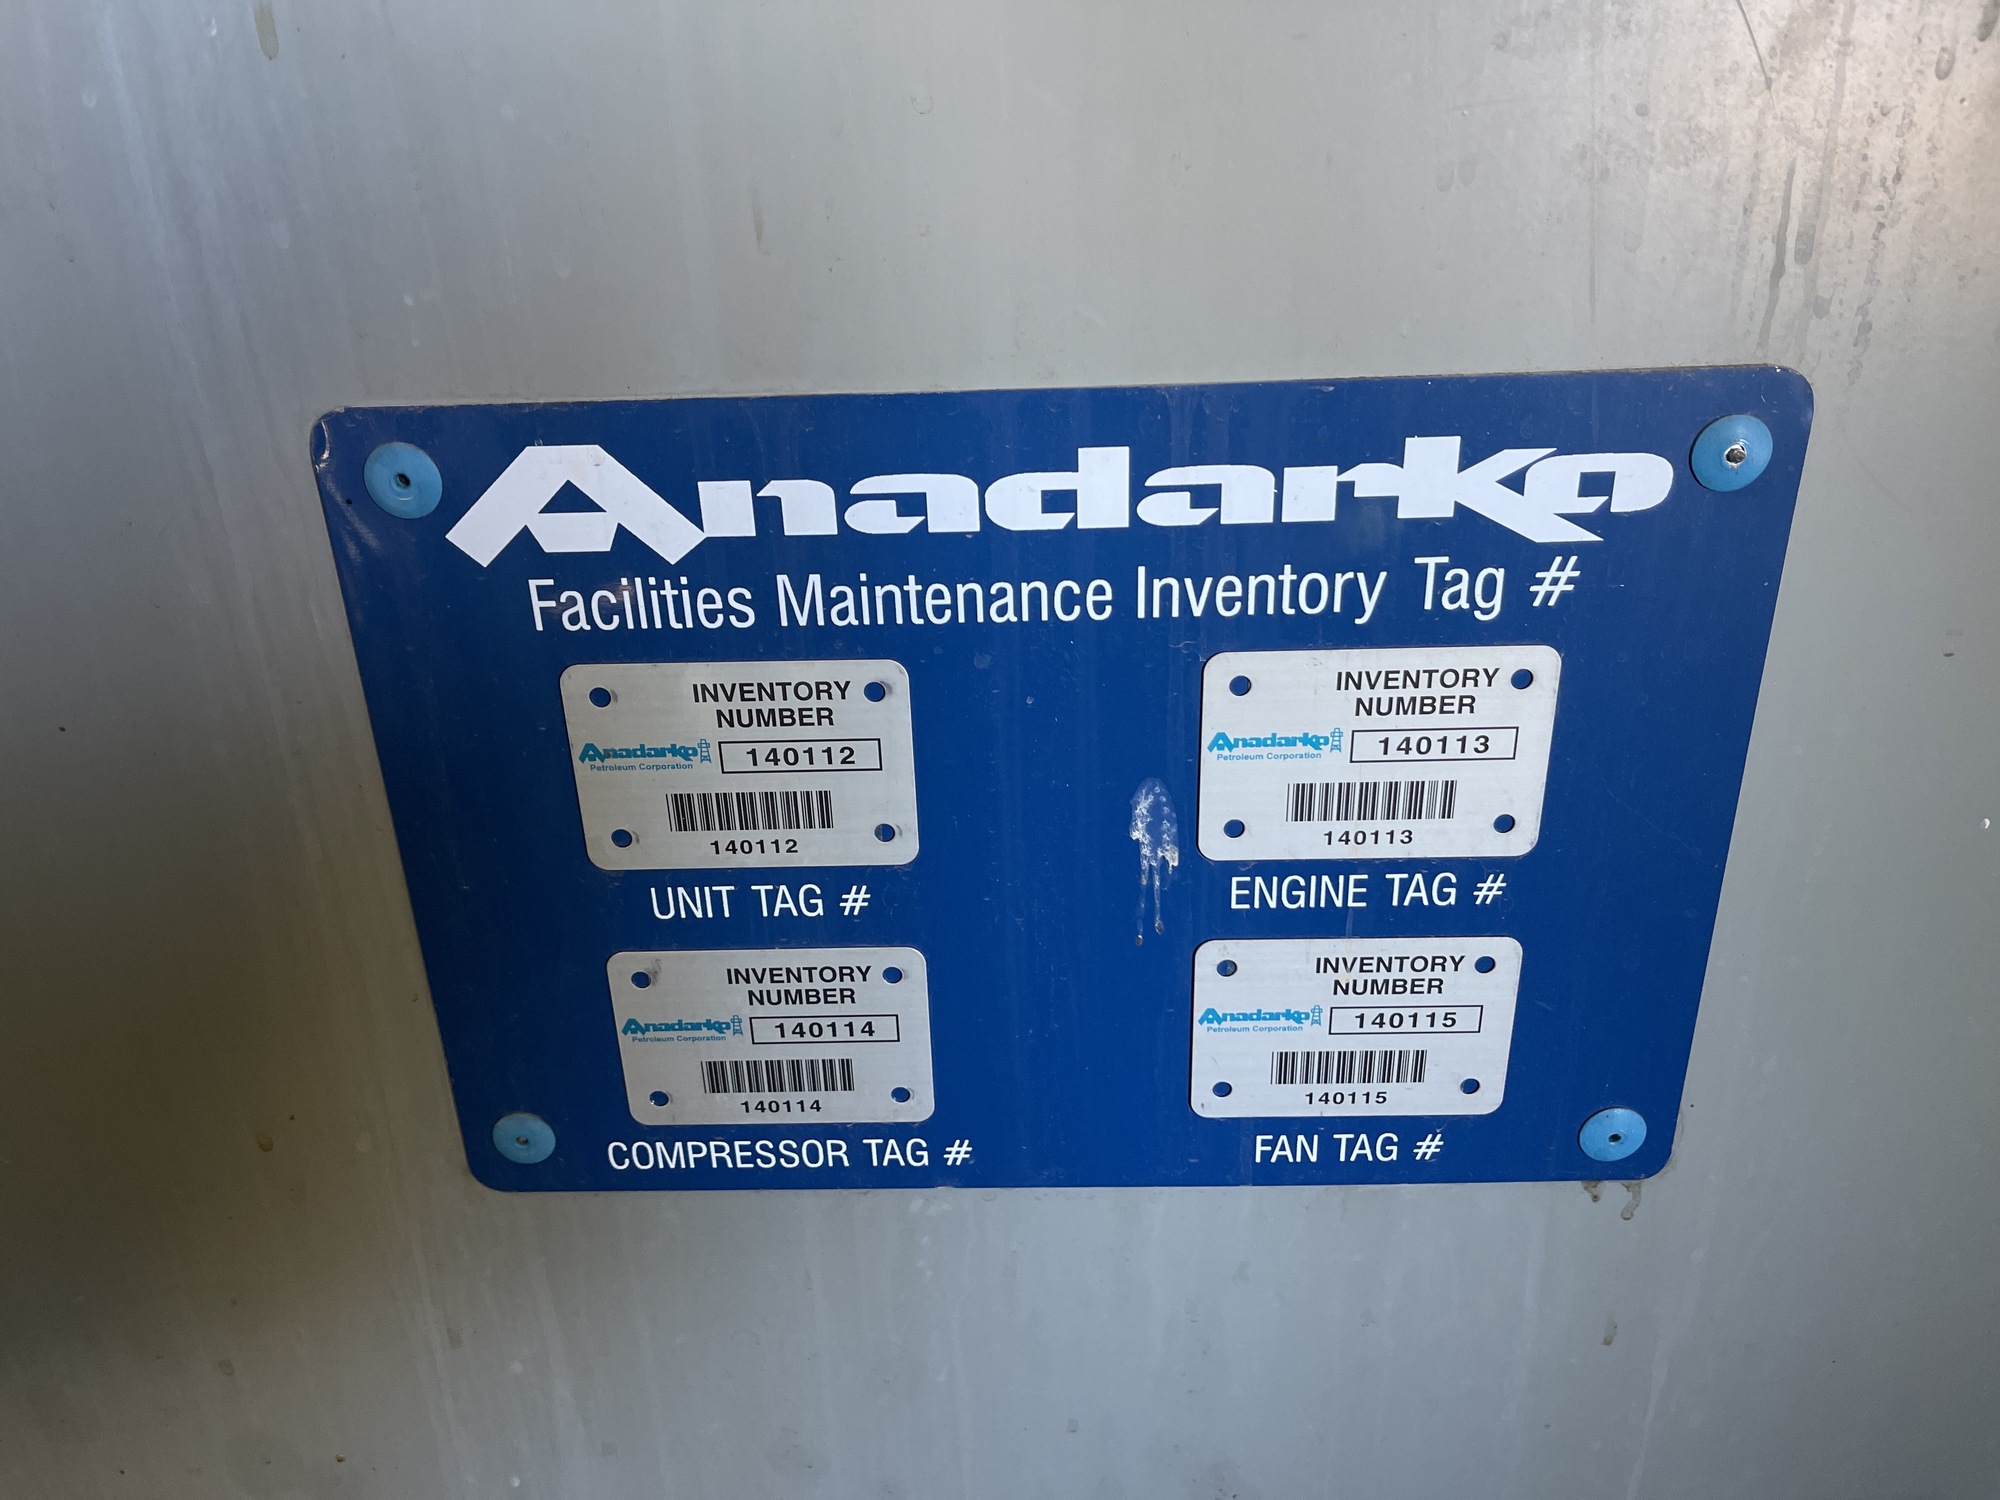 Anadarko
Facilities Maintenance Inventory Tag #
INVENTORY
NUMBER
Anadarko
Petroleum Corporation
140112
140112
UNIT TAG #
INVENTORY
NUMBER
Anadarko
Petroleum Corporation
140113
140113
ENGINE TAG #
INVENTORY
NUMBER
Anadarko
Petroleum Corporation
140114
140114
COMPRESSOR TAG #
INVENTORY
NUMBER
Anadarko
Petroleum Corporation
140115
140115
FAN TAG #